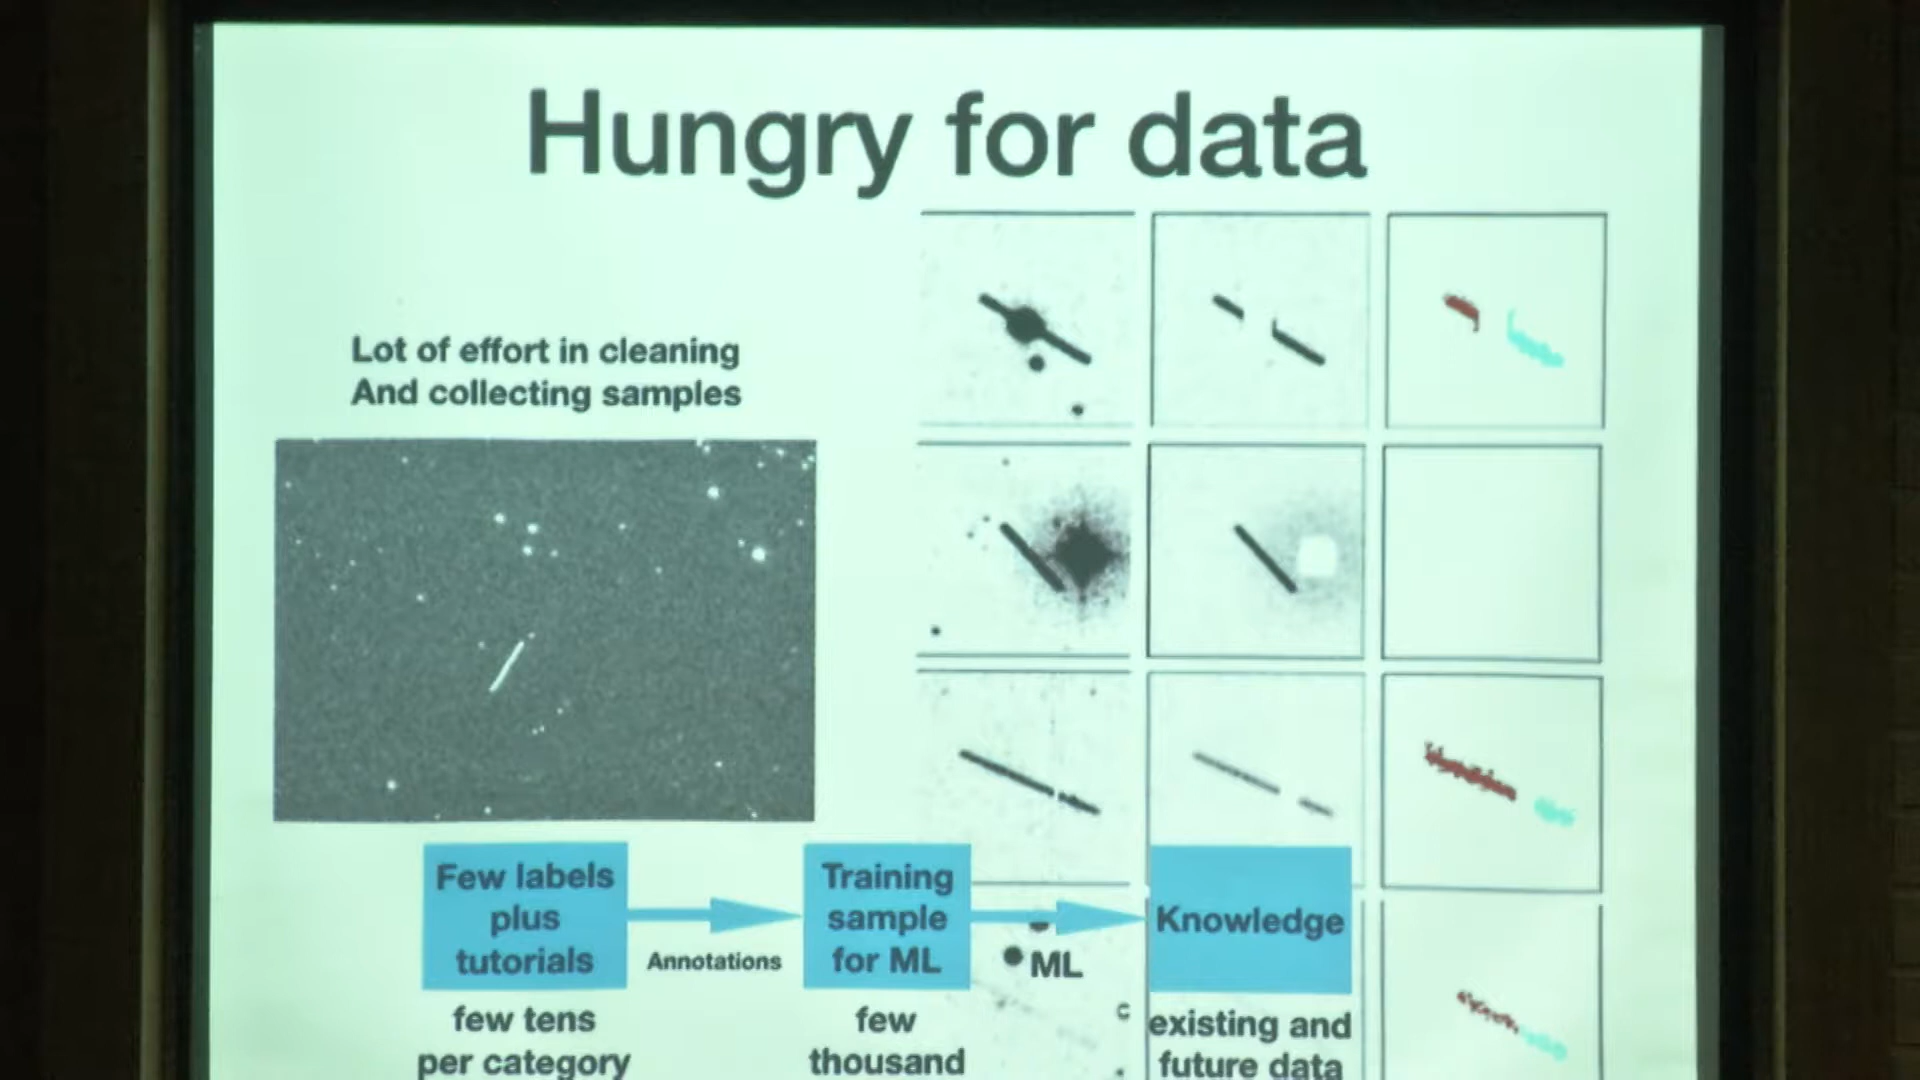 Hungry for data
Lot of effort in cleaning
And collecting samples
Few labels
plus
tutorials
Annotations
Training
sample
for ML
ML
Knowledge
few tens
per category
few
thousand
existing and
future data